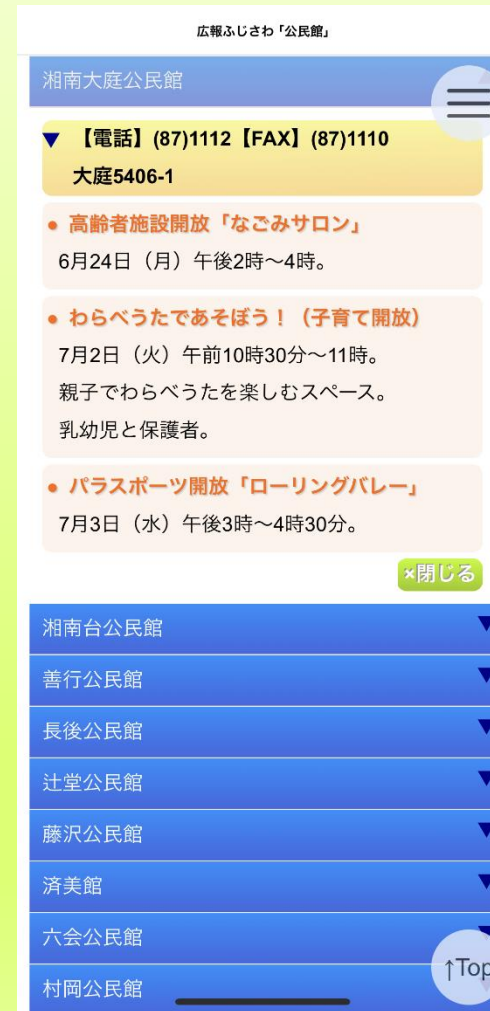 広報ふじさわ「公民館」
湘南大庭公民館
▼ 【電話】(87)1112【FAX】(87)1110
大庭5406-1
● 高齢者施設開放「なごみサロン」
6月24日（月）午後2時～4時。
● わらべうたであそぼう！（子育て開放）
7月2日（火）午前10時30分～11時。
親子でわらべうたを楽しむスペース。
乳幼児と保護者。
● パラスポーツ開放「ローリングバレー」
7月3日（水）午後3時～4時30分。
×閉じる
湘南台公民館 ▼
善行公民館 ▼
長後公民館 ▼
辻堂公民館 ▼
藤沢公民館 ▼
済美館 ▼
六会公民館 ▼
↑Top
村岡公民館